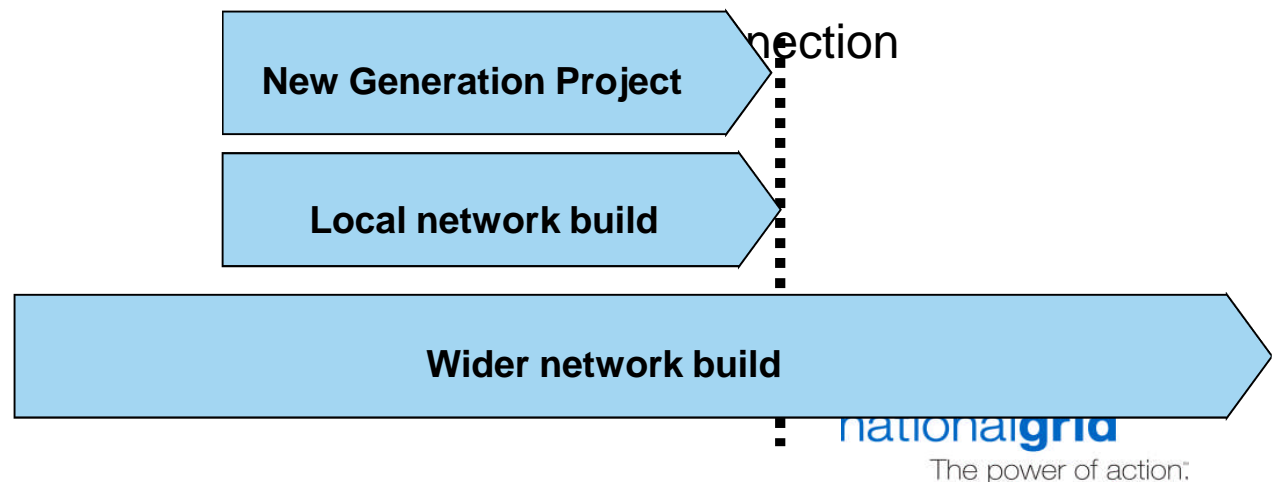 nection
New Generation Project
Local network build
Wider network build
nationalgrid
The power of action.